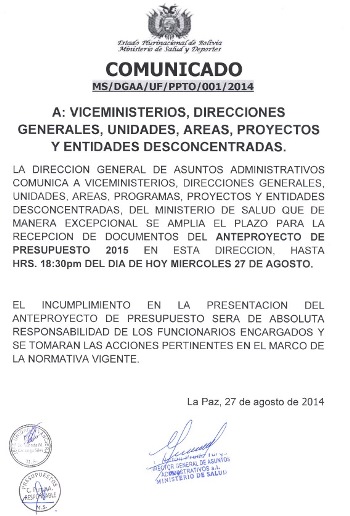 Estado Plurinacional de Bolivia
Ministerio de Salud y Deportes
COMUNICADO
MS/DGAA/UF/PPTO/001/2014
A: VICEMINISTERIOS, DIRECCIONES
GENERALES, UNIDADES, AREAS, PROYECTOS
Y ENTIDADES DESCONCENTRADAS.
LA DIRECCION GENERAL DE ASUNTOS ADMINISTRATIVOS
COMUNICA A VICEMINISTERIOS, DIRECCIONES GENERALES,
UNIDADES, AREAS, PROGRAMAS, PROYECTOS Y ENTIDADES
DESCONCENTRADAS, DEL MINISTERIO DE SALUD QUE DE
MANERA EXCEPCIONAL SE AMPLIA EL PLAZO PARA LA
RECEPCION DE DOCUMENTOS DEL ANTEPROYECTO DE
PRESUPUESTO 2015 EN ESTA DIRECCION, HASTA
HRS. 18:30pm DEL DIA DE HOY MIERCOLES 27 DE AGOSTO.
EL INCUMPLIMIENTO EN LA PRESENTACION DEL
ANTEPROYECTO DE PRESUPUESTO SERA DE ABSOLUTA
RESPONSABILIDAD DE LOS FUNCIONARIOS ENCARGADOS Y
SE TOMARAN LAS ACCIONES PERTINENTES EN EL MARCO DE
LA NORMATIVA VIGENTE.
La Paz, 27 de agosto de 2014
DIRECTOR GENERAL DE ASUNTOS
ADMINISTRATIVOS a.i.
MINISTERIO DE SALUD
PRESUPUESTOS
RESPONSABLE
M.S.